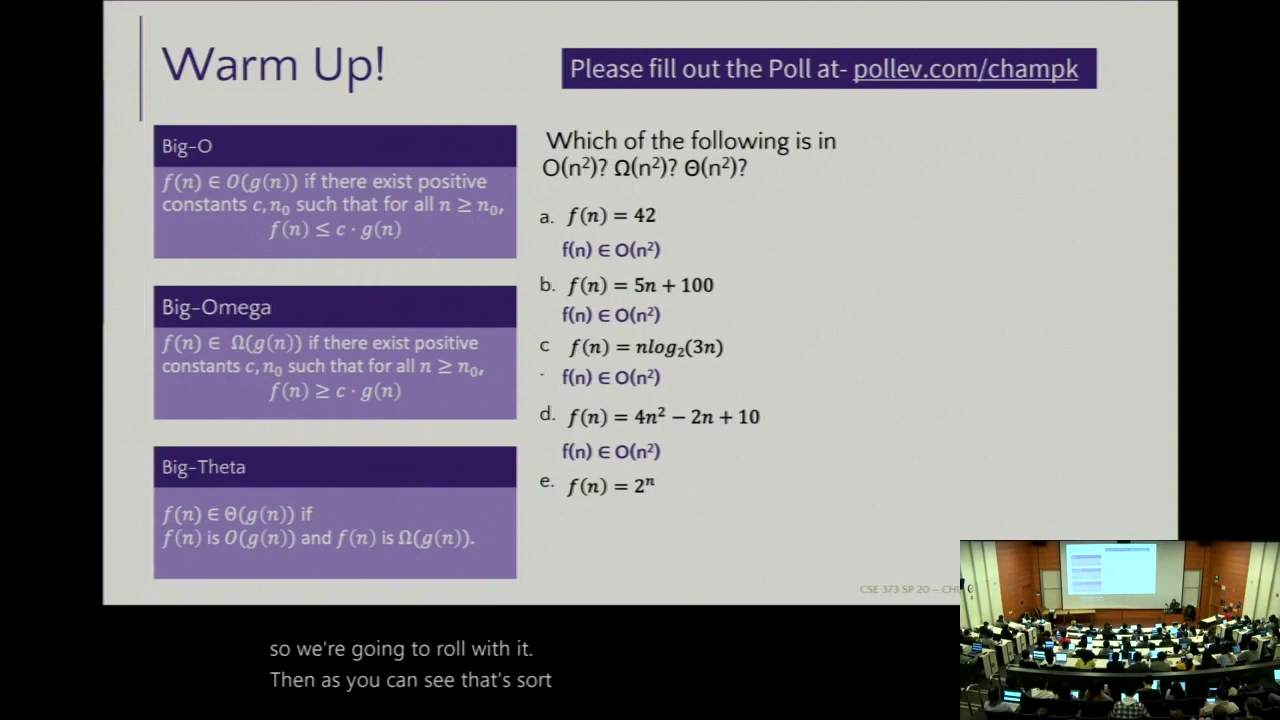 Warm Up!
Please fill out the Poll at- pollev.com/champk
Big-O
f(n) ∈ O(g(n)) if there exist positive
constants c, n₀ such that for all n ≥ n₀,
f(n) ≤ c · g(n)
Big-Omega
f(n) ∈ Ω(g(n)) if there exist positive
constants c, n₀ such that for all n ≥ n₀,
f(n) ≥ c · g(n)
Big-Theta
f(n) ∈ Θ(g(n)) if
f(n) is O(g(n)) and f(n) is Ω(g(n)).
Which of the following is in
O(n²)? Ω(n²)? Θ(n²)?
a. f(n) = 42
f(n) ∈ O(n²)
b. f(n) = 5n + 100
f(n) ∈ O(n²)
c f(n) = nlog₂(3n)
. f(n) ∈ O(n²)
d. f(n) = 4n² − 2n + 10
f(n) ∈ O(n²)
e. f(n) = 2ⁿ
CSE 373 SP 20 –
so we're going to roll with it.
Then as you can see that's sort